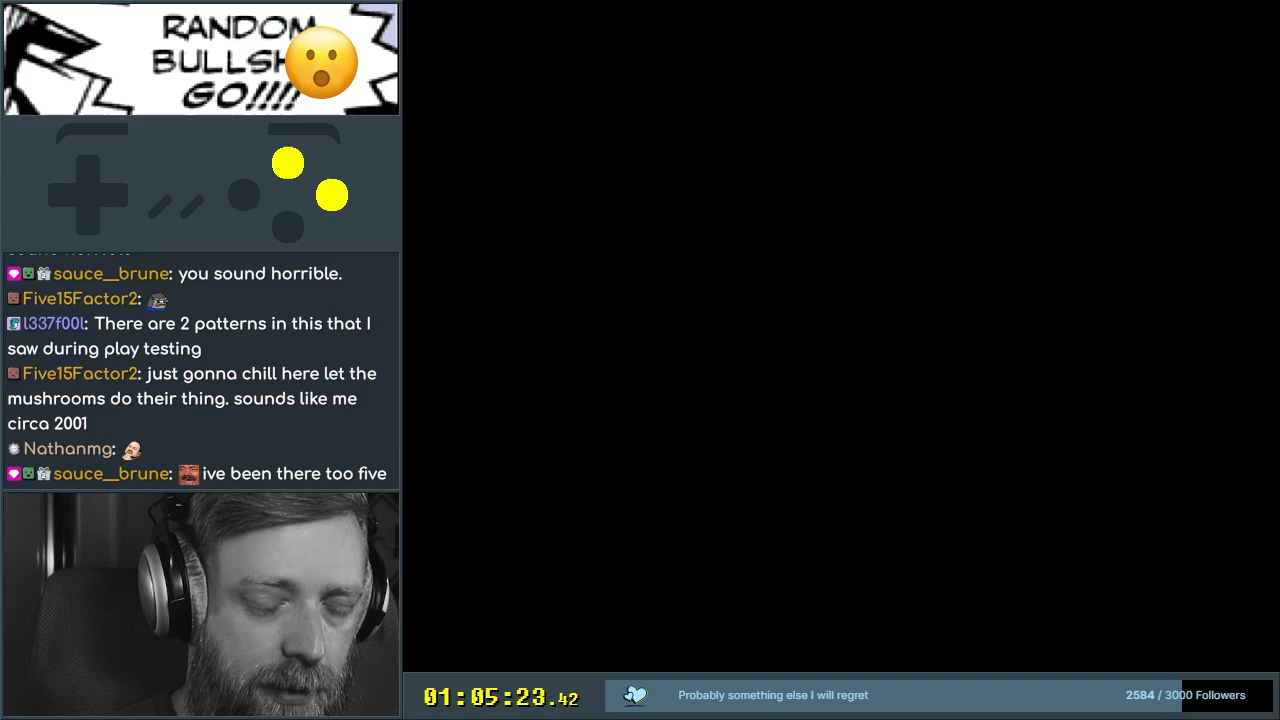 RANDOM
BULLSH
GO!!!!
sauce__brune: you sound horrible.
Five15Factor2:
l337f00l: There are 2 patterns in this that I
saw during play testing
Five15Factor2: just gonna chill here let the
mushrooms do their thing. sounds like me
circa 2001
Nathanmg:
sauce__brune: ive been there too five
01:05:23.42
Probably something else I will regret
2584 / 3000 Followers